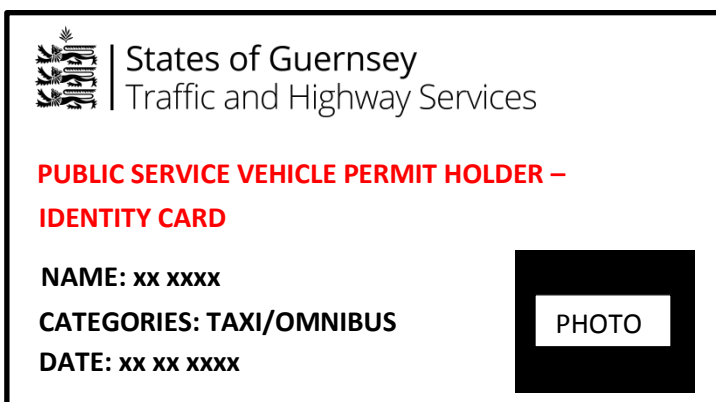 States of Guernsey
Traffic and Highway Services
PUBLIC SERVICE VEHICLE PERMIT HOLDER –
IDENTITY CARD
NAME: xx xxxx
CATEGORIES: TAXI/OMNIBUS
DATE: xx xx xxxx
PHOTO